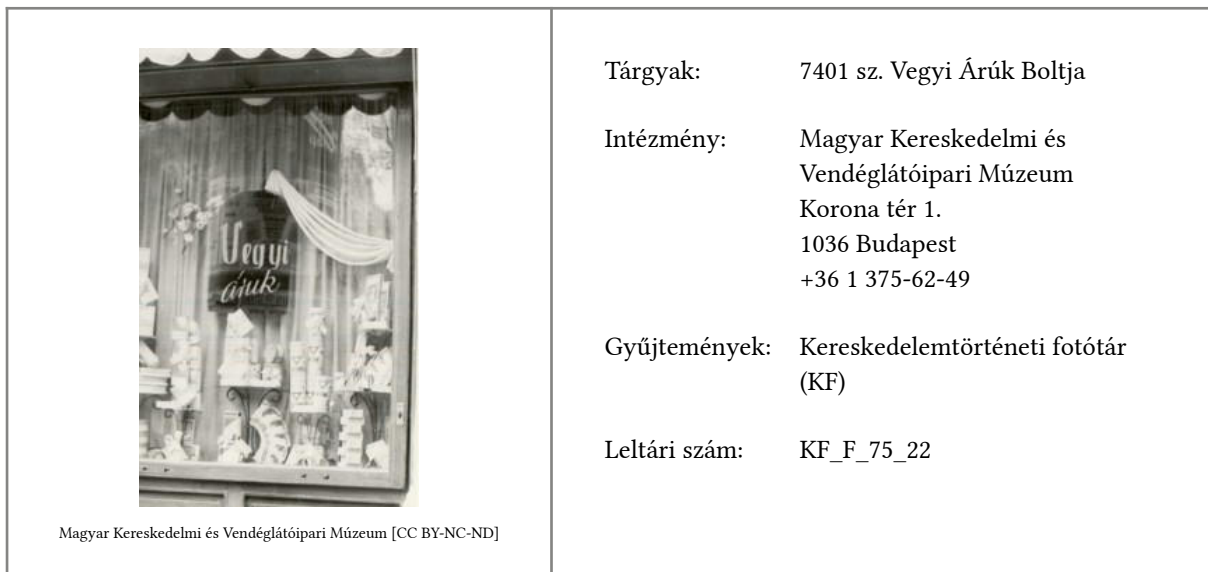 Vegyi
áruk
Magyar Kereskedelmi és Vendéglátóipari Múzeum [CC BY-NC-ND]
Tárgyak: 7401 sz. Vegyi Árúk Boltja
Intézmény: Magyar Kereskedelmi és
Vendéglátóipari Múzeum
Korona tér 1.
1036 Budapest
+36 1 375-62-49
Gyűjtemények: Kereskedelemtörténeti fotótár
(KF)
Leltári szám: KF_F_75_22